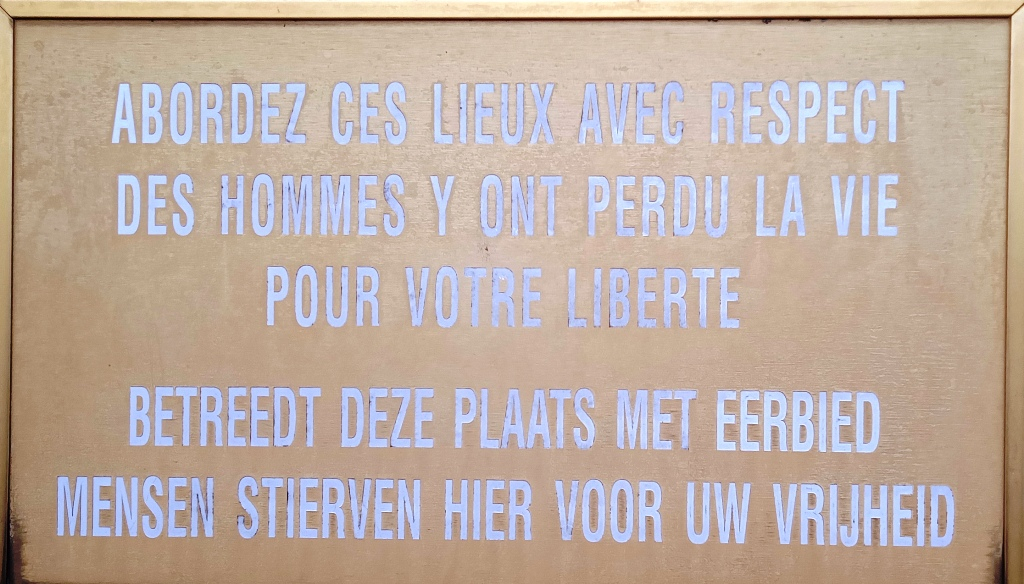 ABORDEZ CES LIEUX AVEC RESPECT
DES HOMMES Y ONT PERDU LA VIE
POUR VOTRE LIBERTE
BETREEDT DEZE PLAATS MET EERBIED
MENSEN STIERVEN HIER VOOR UW VRIJHEID